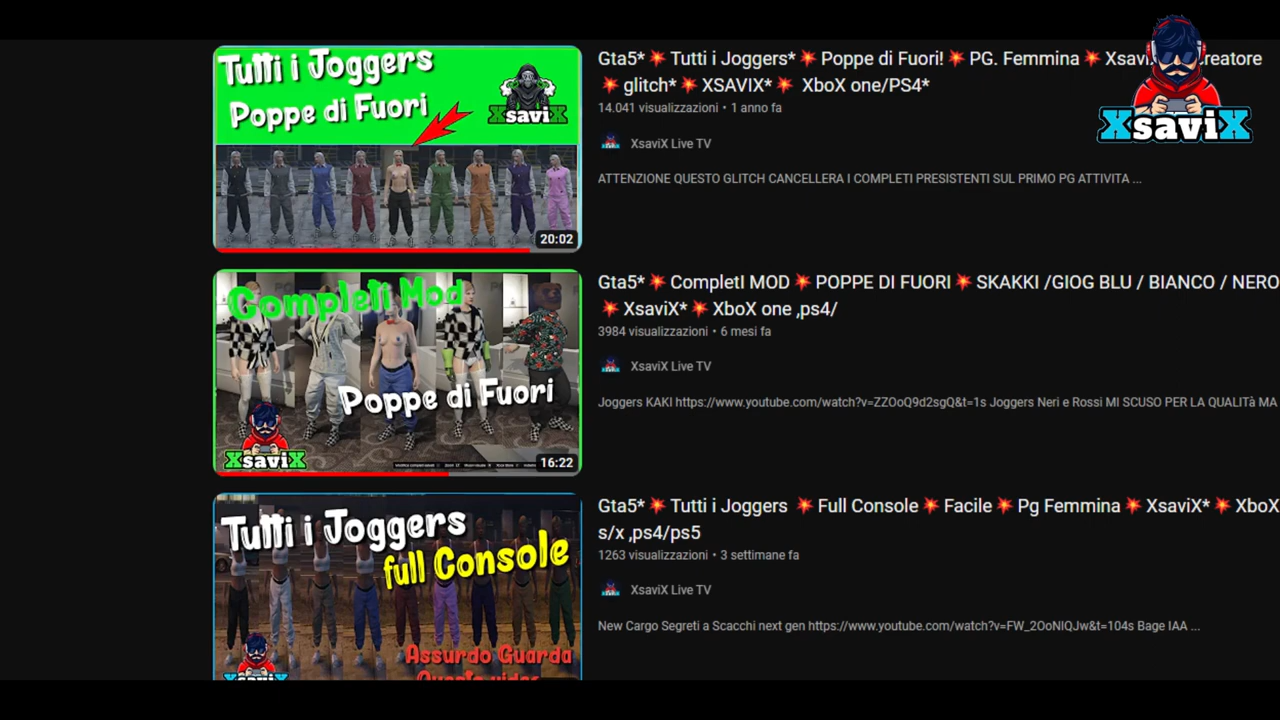 Tutti i Joggers
Poppe di Fuori
XsaviX
20:02
Gta5*💥Tutti i Joggers*💥Poppe di Fuori!💥PG. Femmina💥
💥glitch*💥XSAVIX*💥 XboX one/PS4*
14.041 visualizzazioni • 1 anno fa
XsaviX Live TV
ATTENZIONE QUESTO GLITCH CANCELLERA I COMPLETI PRESISTENTI SUL PRIMO PG ATTIVITA ...
XsaviX
Completi Mod
Poppe di Fuori
XsaviX
16:22
Gta5*💥CompletI MOD💥POPPE DI FUORI💥SKAKKI /GIOG BLU / BIANCO / NERO
💥XsaviX*💥XboX one ,ps4/
3984 visualizzazioni • 6 mesi fa
XsaviX Live TV
Joggers KAKI https://www.youtube.com/watch?v=ZZOoQ9d2sgQ&t=1s Joggers Neri e Rossi MI SCUSO PER LA QUALITà MA
Tutti i Joggers
full Console
Assurdo Guarda
Questo video
XsaviX
Gta5*💥Tutti i Joggers 💥Full Console💥Facile💥Pg Femmina💥XsaviX*💥XboX
s/x ,ps4/ps5
1263 visualizzazioni • 3 settimane fa
XsaviX Live TV
New Cargo Segreti a Scacchi next gen https://www.youtube.com/watch?v=FW_2OoNIQJw&t=104s Bage IAA ...